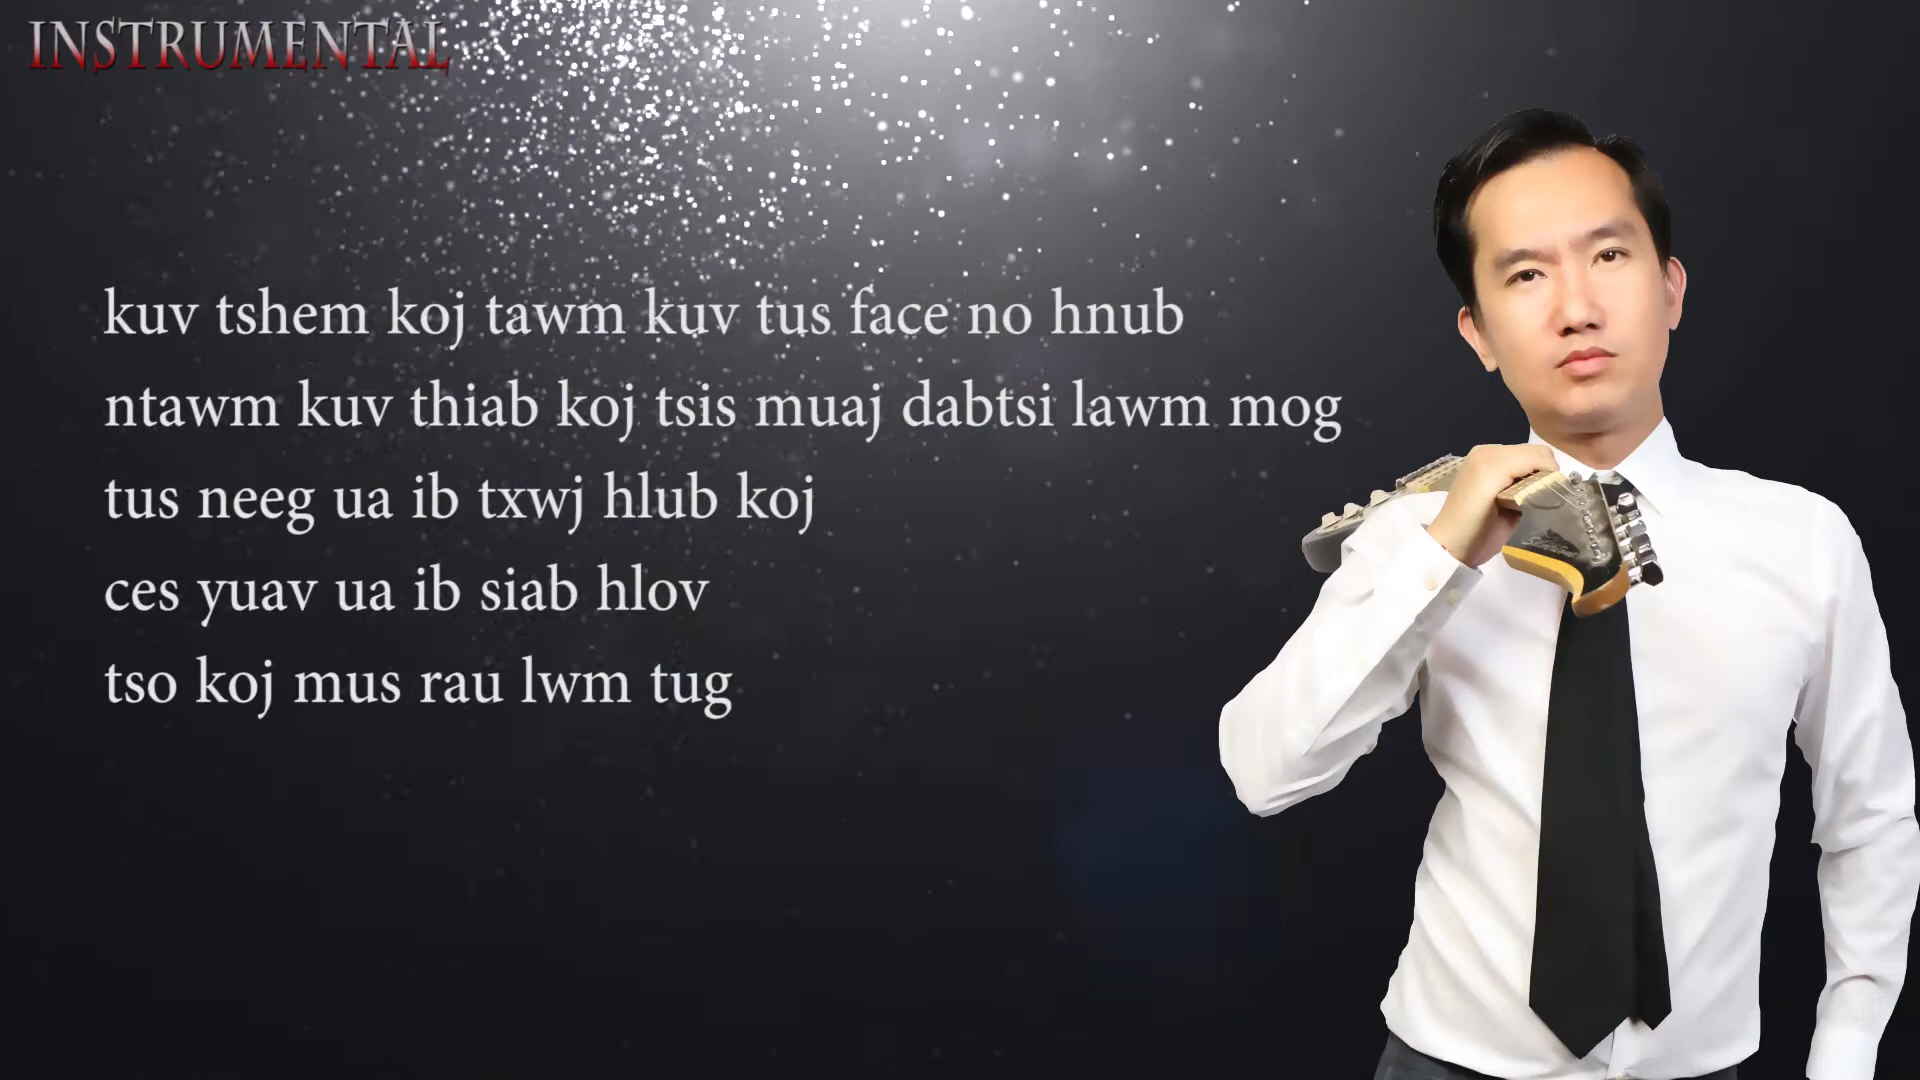 INSTRUMENTAL
kuv tshem koj tawm kuv tus face no hnub
ntawm kuv thiab koj tsis muaj dabtsi lawm mog
tus neeg ua ib txwj hlub koj
ces yuav ua ib siab hlov
tso koj mus rau lwm tug